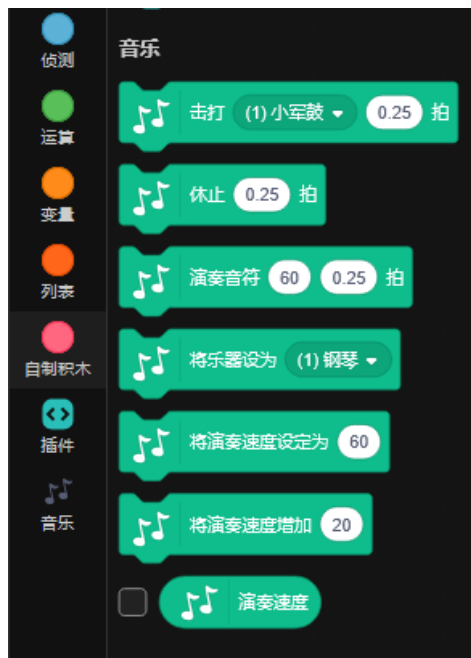 侦测
运算
变量
列表
自制积木
插件
音乐
音乐
击打 (1) 小军鼓 0.25 拍
休止 0.25 拍
演奏音符 60 0.25 拍
将乐器设为 (1) 钢琴
将演奏速度设定为 60
将演奏速度增加 20
演奏速度